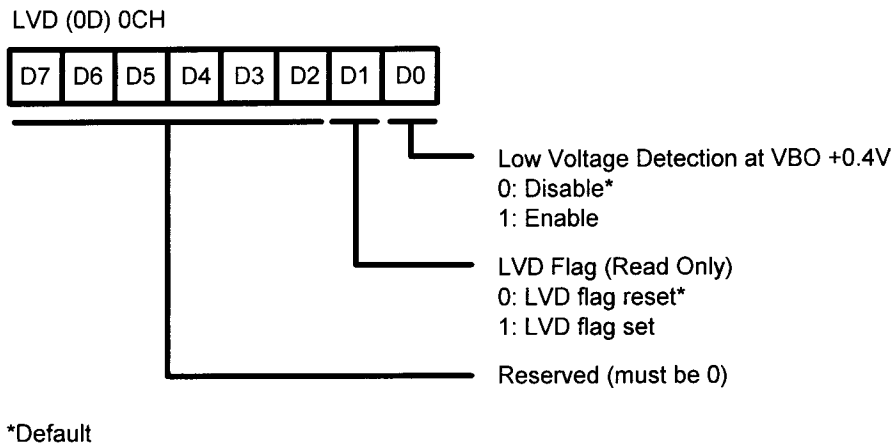 LVD (0D) 0CH
D7 D6 D5 D4 D3 D2 D1 D0
Low Voltage Detection at VBO +0.4V
0: Disable*
1: Enable
LVD Flag (Read Only)
0: LVD flag reset*
1: LVD flag set
Reserved (must be 0)
*Default